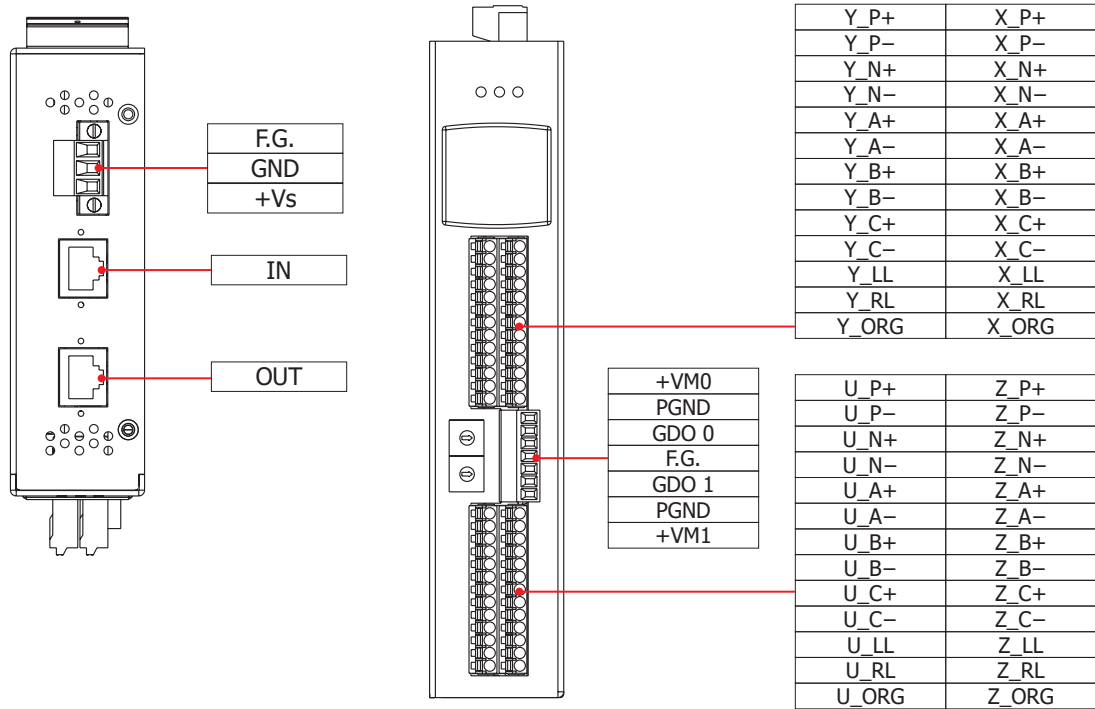 F.G.
GND
+Vs
IN
OUT
+VM0
PGND
GDO 0
F.G.
GDO 1
PGND
+VM1
Y_P+ X_P+
Y_P− X_P−
Y_N+ X_N+
Y_N− X_N−
Y_A+ X_A+
Y_A− X_A−
Y_B+ X_B+
Y_B− X_B−
Y_C+ X_C+
Y_C− X_C−
Y_LL X_LL
Y_RL X_RL
Y_ORG X_ORG
U_P+ Z_P+
U_P− Z_P−
U_N+ Z_N+
U_N− Z_N−
U_A+ Z_A+
U_A− Z_A−
U_B+ Z_B+
U_B− Z_B−
U_C+ Z_C+
U_C− Z_C−
U_LL Z_LL
U_RL Z_RL
U_ORG Z_ORG